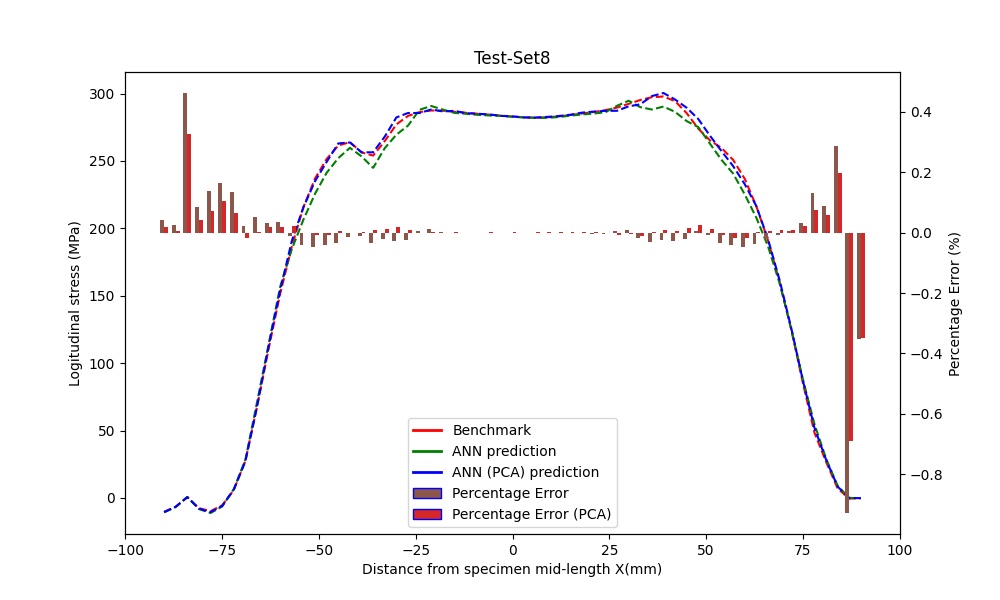 Test-Set8
300
250
200
150
100
50
0
Logitudinal stress (MPa)
0.4
0.2
0.0
−0.2
−0.4
−0.6
−0.8
Percentage Error (%)
Benchmark
ANN prediction
ANN (PCA) prediction
Percentage Error
Percentage Error (PCA)
−100 −75 −50 −25 0 25 50 75 100
Distance from specimen mid-length X(mm)